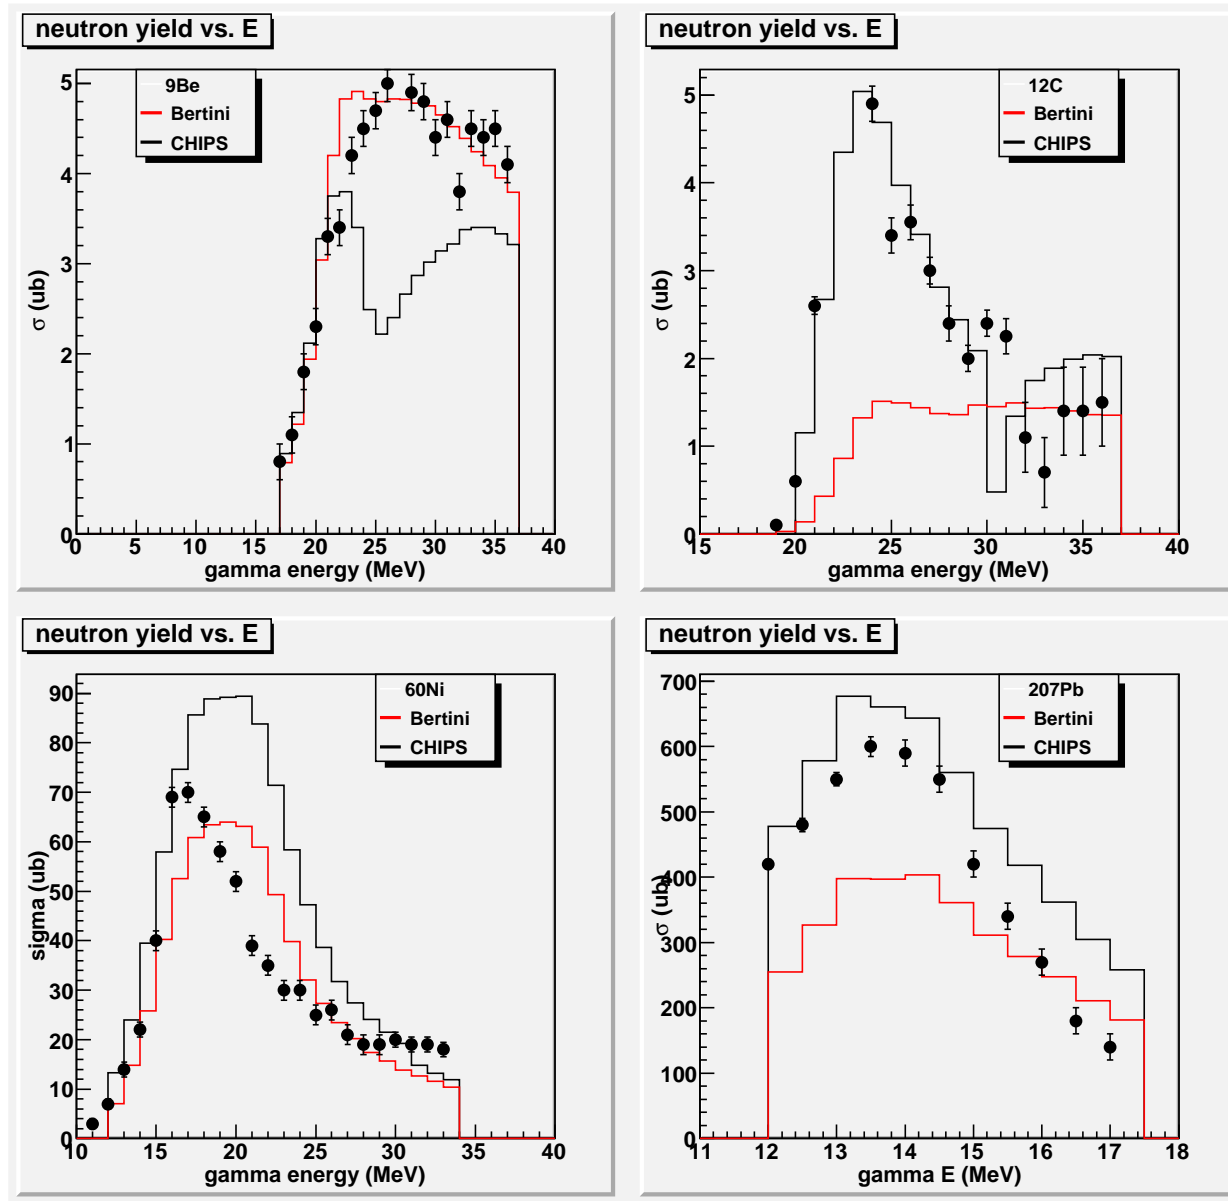 neutron yield vs. E
9Be
Bertini
CHIPS
σ (ub)
5
4
3
2
1
0
0 5 10 15 20 25 30 35 40
gamma energy (MeV)
neutron yield vs. E
12C
Bertini
CHIPS
σ (ub)
5
4
3
2
1
0
15 20 25 30 35 40
gamma energy (MeV)
neutron yield vs. E
60Ni
Bertini
CHIPS
sigma (ub)
90
80
70
60
50
40
30
20
10
0
10 15 20 25 30 35 40
gamma energy (MeV)
neutron yield vs. E
207Pb
Bertini
CHIPS
σ (ub)
700
600
500
400
300
200
100
0
11 12 13 14 15 16 17 18
gamma E (MeV)